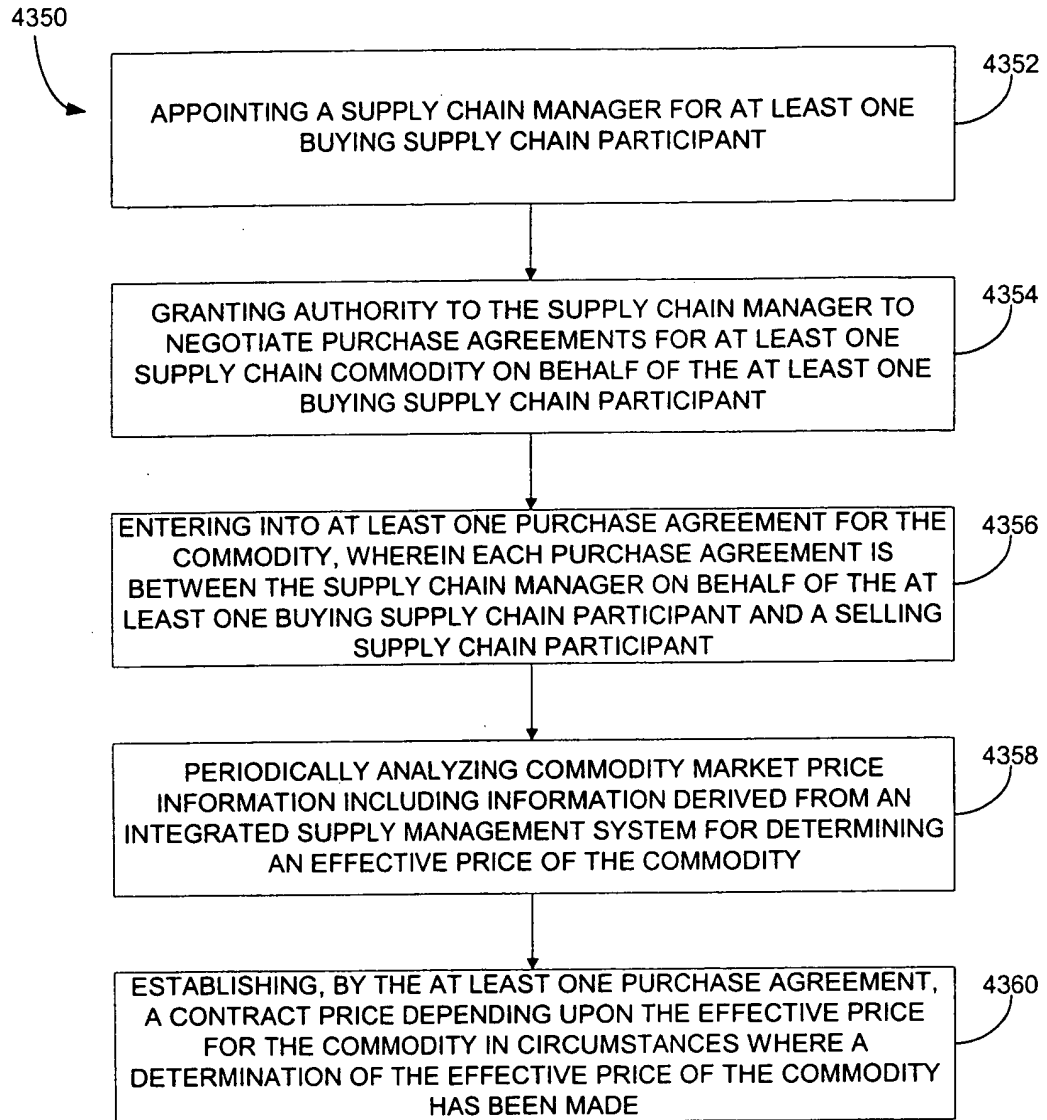 4350
4352
APPOINTING A SUPPLY CHAIN MANAGER FOR AT LEAST ONE
BUYING SUPPLY CHAIN PARTICIPANT
4354
GRANTING AUTHORITY TO THE SUPPLY CHAIN MANAGER TO
NEGOTIATE PURCHASE AGREEMENTS FOR AT LEAST ONE
SUPPLY CHAIN COMMODITY ON BEHALF OF THE AT LEAST ONE
BUYING SUPPLY CHAIN PARTICIPANT
4356
ENTERING INTO AT LEAST ONE PURCHASE AGREEMENT FOR THE
COMMODITY, WHEREIN EACH PURCHASE AGREEMENT IS
BETWEEN THE SUPPLY CHAIN MANAGER ON BEHALF OF THE AT
LEAST ONE BUYING SUPPLY CHAIN PARTICIPANT AND A SELLING
SUPPLY CHAIN PARTICIPANT
4358
PERIODICALLY ANALYZING COMMODITY MARKET PRICE
INFORMATION INCLUDING INFORMATION DERIVED FROM AN
INTEGRATED SUPPLY MANAGEMENT SYSTEM FOR DETERMINING
AN EFFECTIVE PRICE OF THE COMMODITY
4360
ESTABLISHING, BY THE AT LEAST ONE PURCHASE AGREEMENT,
A CONTRACT PRICE DEPENDING UPON THE EFFECTIVE PRICE
FOR THE COMMODITY IN CIRCUMSTANCES WHERE A
DETERMINATION OF THE EFFECTIVE PRICE OF THE COMMODITY
HAS BEEN MADE